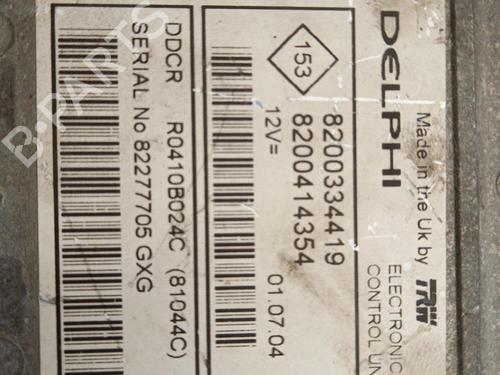 DELPHI
Made in the Uk by TRW
153
ELECTRONIC
8200334419
8200414354
12V=
01.07.04
DDCR R0410B024C (81044C)
SERIAL No 82277705 GXG
B-PARTS
CONTROL UN